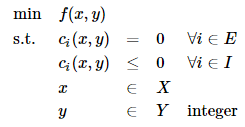 min f(x, y)
s.t. c_i(x, y) = 0 ∀i ∈ E
c_i(x, y) ≤ 0 ∀i ∈ I
x ∈ X
y ∈ Y integer